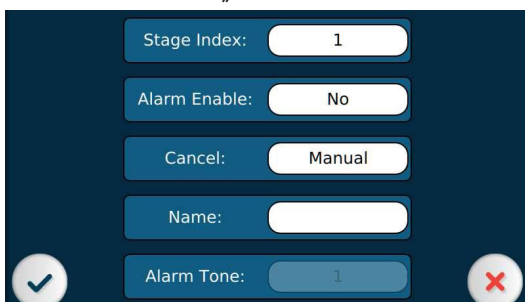 Stage Index: 1
Alarm Enable: No
Cancel: Manual
Name:
Alarm Tone: 1